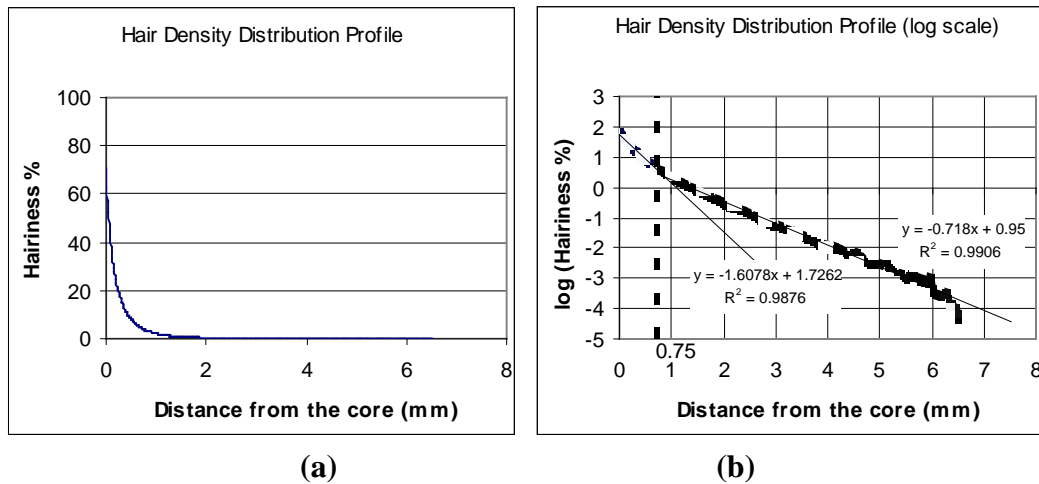 Hair Density Distribution Profile
100
80
60
40
20
0
0 2 4 6 8
Hairiness %
Distance from the core (mm)
(a)
Hair Density Distribution Profile (log scale)
3
2
1
0
-1
-2
-3
-4
-5
y = -0.718x + 0.95
R² = 0.9906
y = -1.6078x + 1.7262
R² = 0.9876
0.75
0 1 2 3 4 5 6 7 8
log (Hairiness %)
Distance from the core (mm)
(b)